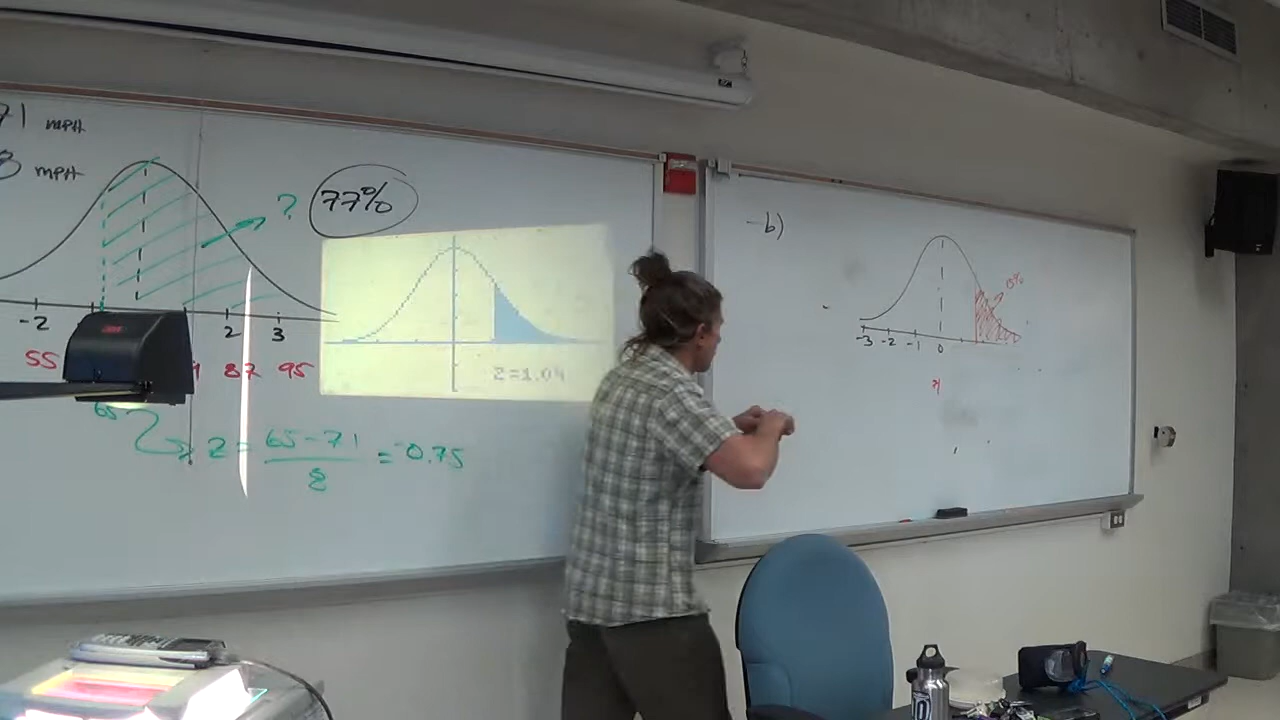 71 MPH
8 MPH
? 77%
-2 2 3
55 87 95
65 z = 65-71 / 8 = -0.75
Z=1.04
-b)
-3 -2 -1 0
71